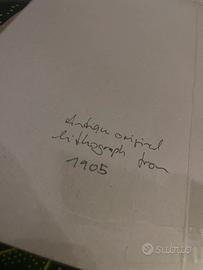 Antique original
lithograph from
1905
subito